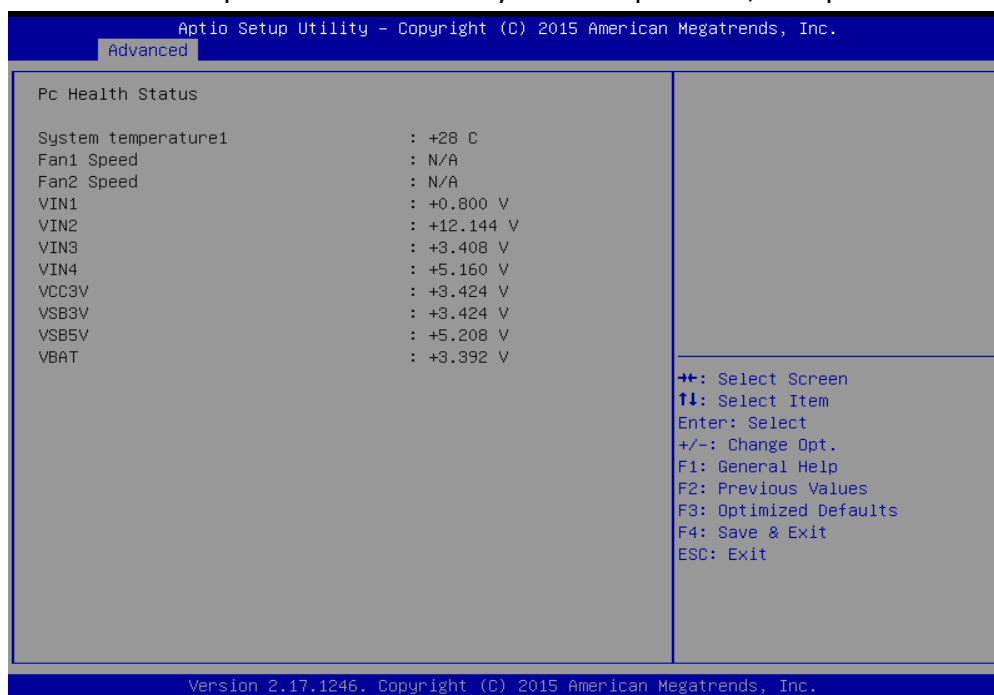 Aptio Setup Utility – Copyright (C) 2015 American Megatrends, Inc.
Advanced
Pc Health Status
System temperature1 : +28 C
Fan1 Speed : N/A
Fan2 Speed : N/A
VIN1 : +0.800 V
VIN2 : +12.144 V
VIN3 : +3.408 V
VIN4 : +5.160 V
VCC3V : +3.424 V
VSB3V : +3.424 V
VSB5V : +5.208 V
VBAT : +3.392 V
→←: Select Screen
↑↓: Select Item
Enter: Select
+/-: Change Opt.
F1: General Help
F2: Previous Values
F3: Optimized Defaults
F4: Save & Exit
ESC: Exit
Version 2.17.1246. Copyright (C) 2015 American Megatrends, Inc.